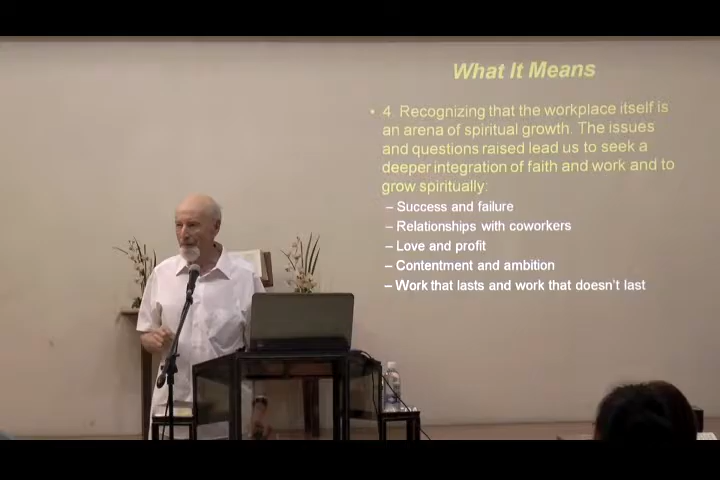 What It Means
• 4. Recognizing that the workplace itself is
an arena of spiritual growth. The issues
and questions raised lead us to seek a
deeper integration of faith and work and to
grow spiritually:
– Success and failure
– Relationships with coworkers
– Love and profit
– Contentment and ambition
– Work that lasts and work that doesn't last